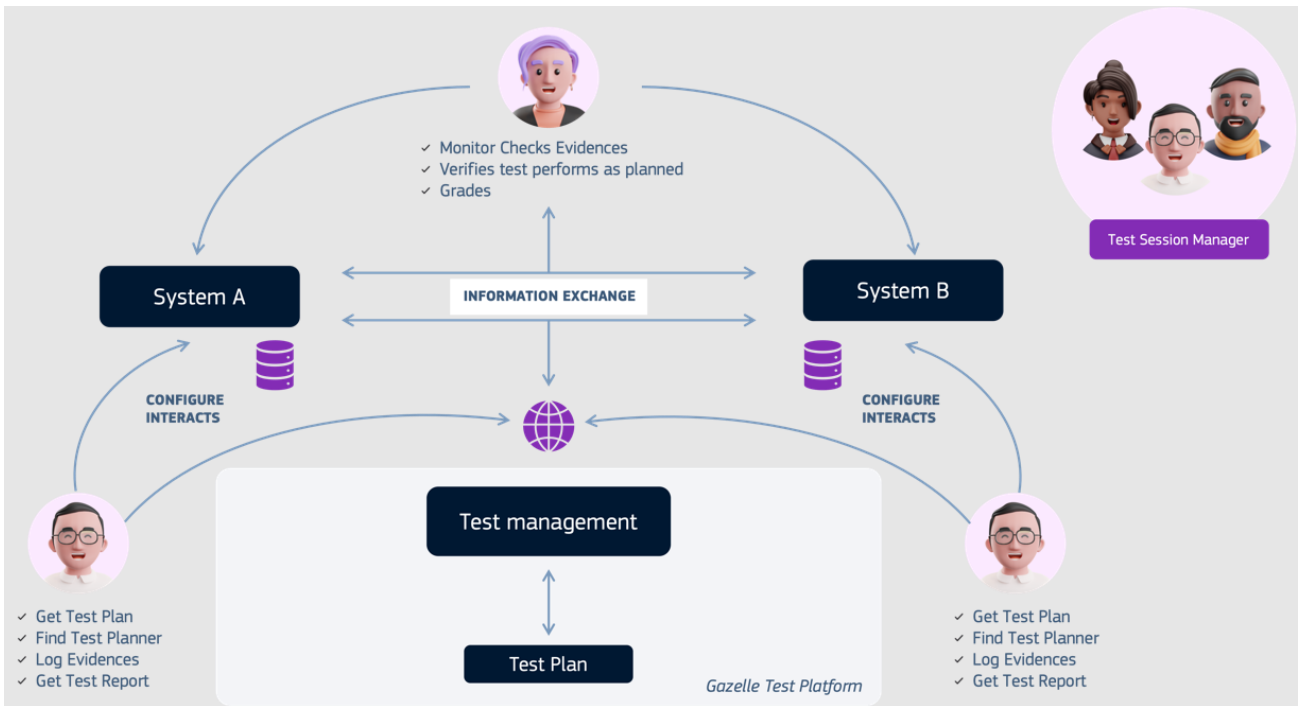 Monitor Checks Evidences
Verifies test performs as planned
Grades
Test Session Manager
System A
INFORMATION EXCHANGE
System B
CONFIGURE
INTERACTS
CONFIGURE
INTERACTS
Test management
Get Test Plan
Find Test Planner
Log Evidences
Get Test Report
Test Plan
Gazelle Test Platform
Get Test Plan
Find Test Planner
Log Evidences
Get Test Report